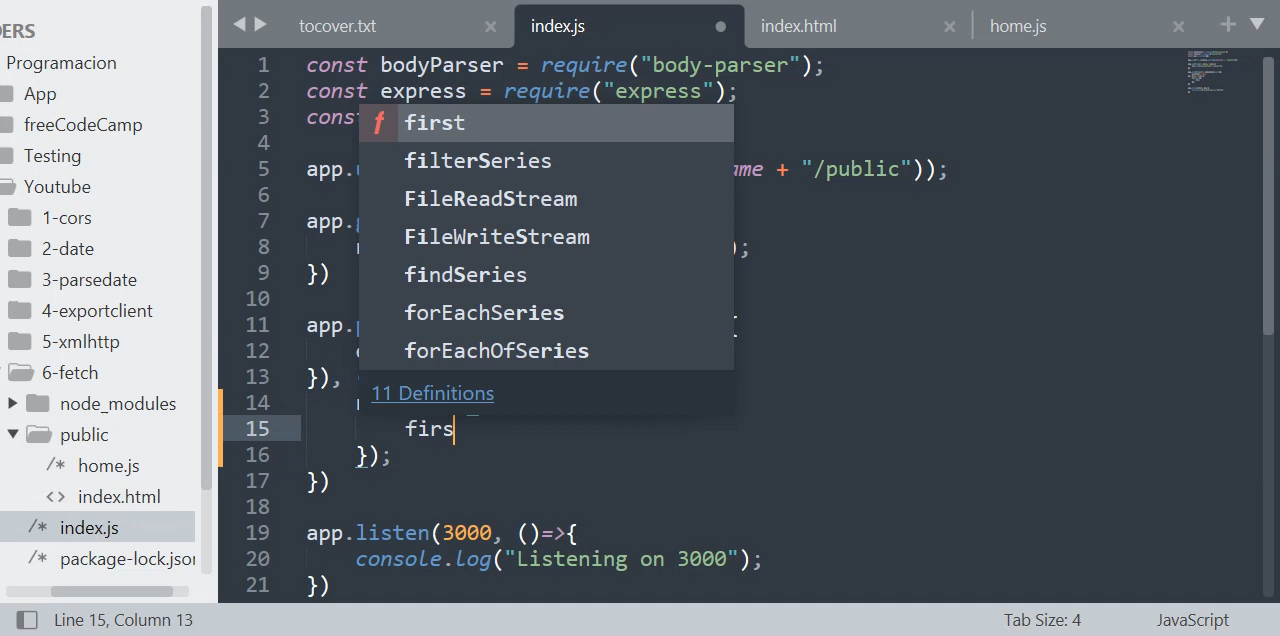 DERS
Programacion
App
freeCodeCamp
Testing
Youtube
1-cors
2-date
3-parsedate
4-exportclient
5-xmlhttp
6-fetch
node_modules
public
/* home.js
<> index.html
/* index.js
/* package-lock.json
tocover.txt
index.js
index.html
home.js
1 const bodyParser = require("body-parser");
2 const express = require("express");
3 cons
4
5 app. ame + "/public"));
6
7 app.g
8 );
9 })
10
11 app.p
12
13 }),
14
15 firs
16 });
17 })
18
19 app.listen(3000, ()=>{
20 console.log("Listening on 3000");
21 })
f first
filterSeries
FileReadStream
FileWriteStream
findSeries
forEachSeries
forEachOfSeries
11 Definitions
Line 15, Column 13
Tab Size: 4
JavaScript